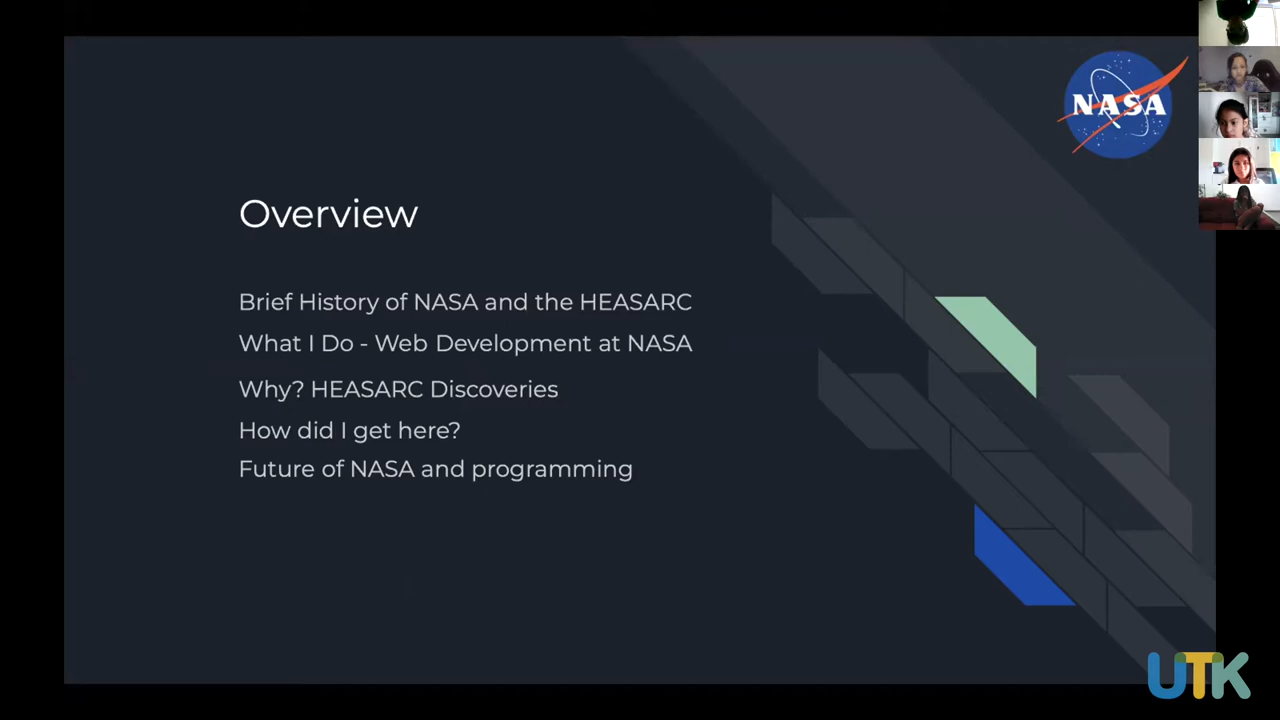 NASA
Overview
Brief History of NASA and the HEASARC
What I Do - Web Development at NASA
Why? HEASARC Discoveries
How did I get here?
Future of NASA and programming
UTK